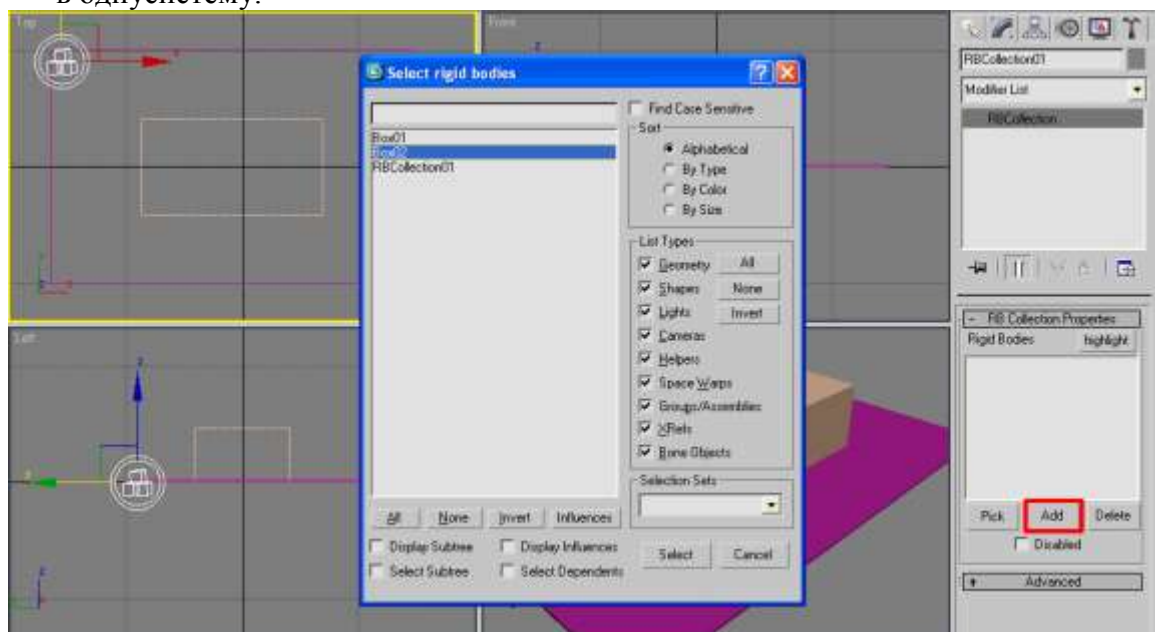 в однуcистему.
Top
Front
RBCollection01
Modifier List
RBCollection
Select rigid bodies
Find Case Sensitive
Sort
Alphabetical
By Type
By Color
By Size
Box01
Box02
RBCollection01
List Types
Geometry
All
Shapes
None
Lights
Invert
Cameras
Helpers
Space Warps
Groups/Assemblies
XRefs
Bone Objects
Selection Sets
All
None
Invert
Influences
Display Subtree
Display Influences
Select Subtree
Select Dependents
Select
Cancel
Left
RB Collection Properties
Rigid Bodies
highlight
Pick
Add
Delete
Disabled
Advanced